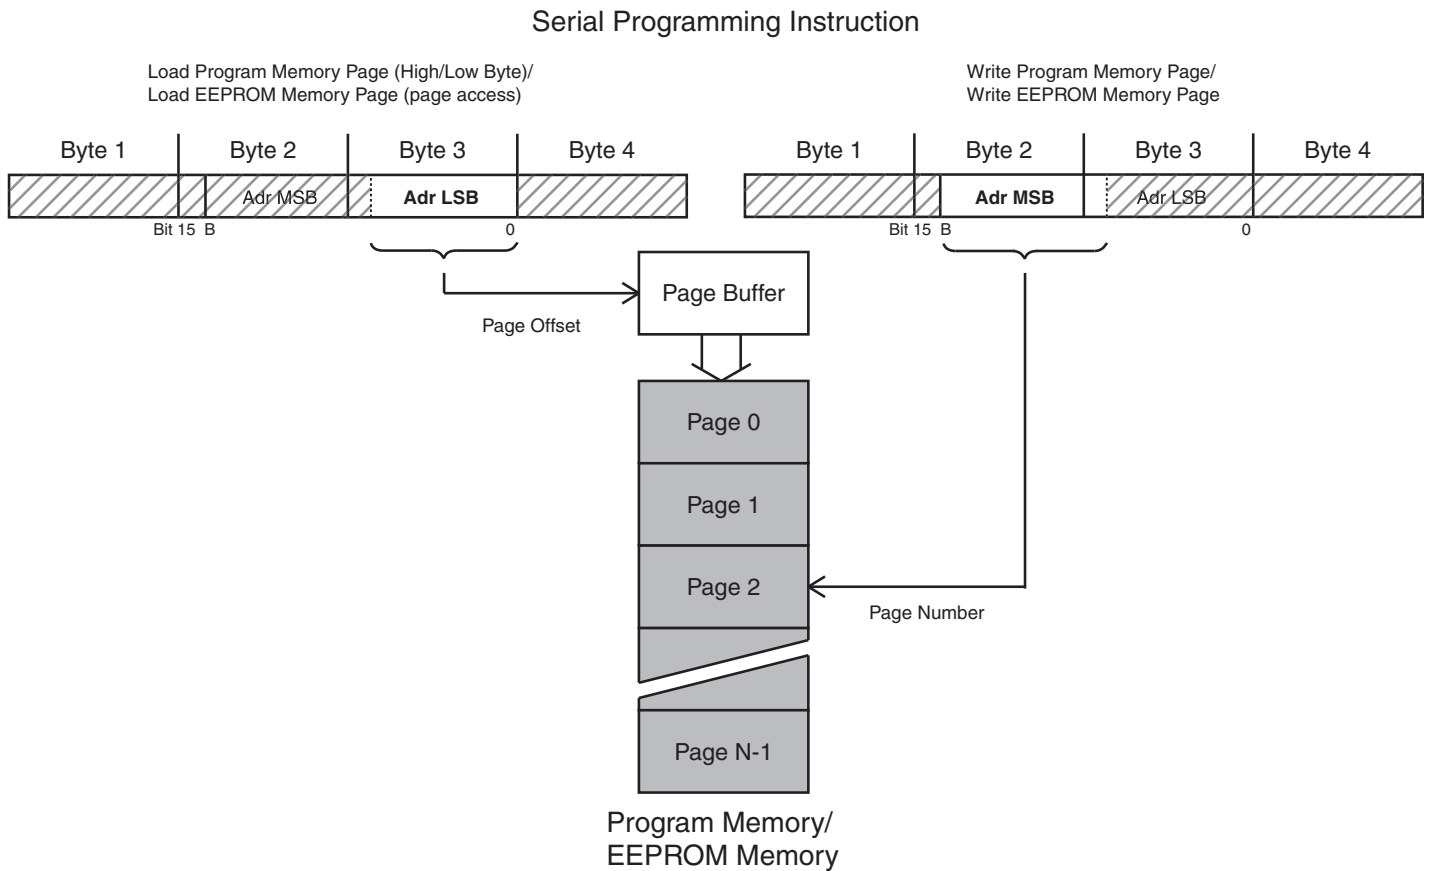 Serial Programming Instruction
Load Program Memory Page (High/Low Byte)/
Load EEPROM Memory Page (page access)
Write Program Memory Page/
Write EEPROM Memory Page
Byte 1 Byte 2 Byte 3 Byte 4
Adr MSB Adr LSB
Bit 15 B 0
Byte 1 Byte 2 Byte 3 Byte 4
Adr MSB Adr LSB
Bit 15 B 0
Page Buffer
Page Offset
Page 0
Page 1
Page 2
Page Number
Page N-1
Program Memory/
EEPROM Memory